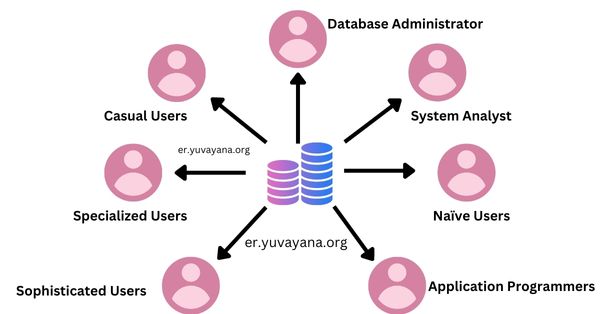 Database Administrator
Casual Users
System Analyst
er.yuvayana.org
Specialized Users
Naïve Users
er.yuvayana.org
Sophisticated Users
Application Programmers